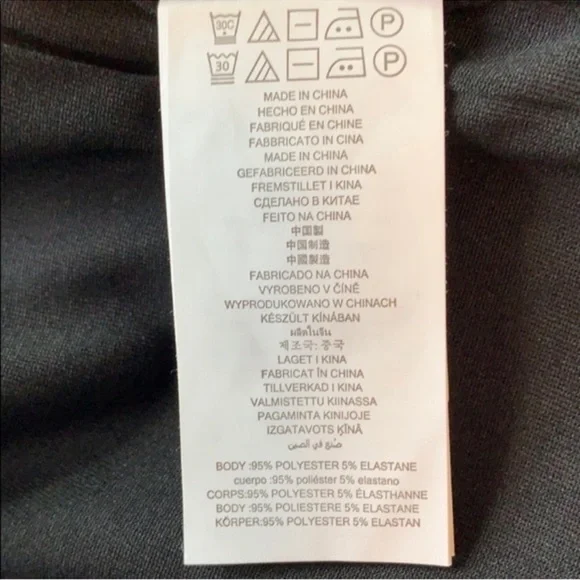 30C P
30 P
MADE IN CHINA
HECHO EN CHINA
FABRIQUÉ EN CHINE
FABBRICATO IN CINA
MADE IN CHINA
GEFABRICEERD IN CHINA
FREMSTILLET I KINA
СДЕЛАНО В КИТАЕ
FEITO NA CHINA
中国製
中国制造
中國製造
FABRICADO NA CHINA
VYROBENO V ČÍNĚ
WYPRODUKOWANO W CHINACH
KÉSZÜLT KÍNÁBAN
ผลิตในจีน
제조국: 중국
LAGET I KINA
FABRICAT ÎN CHINA
TILLVERKAD I KINA
VALMISTETTU KIINASSA
PAGAMINTA KINIJOJE
IZGATAVOTS ĶĪNĀ
صنع في الصين
BODY :95% POLYESTER 5% ELASTANE
cuerpo :95% poliéster 5% elastano
CORPS:95% POLYESTER 5% ÉLASTHANNE
BODY :95% POLIESTERE 5% ELASTANE
KÖRPER:95% POLYESTER 5% ELASTAN